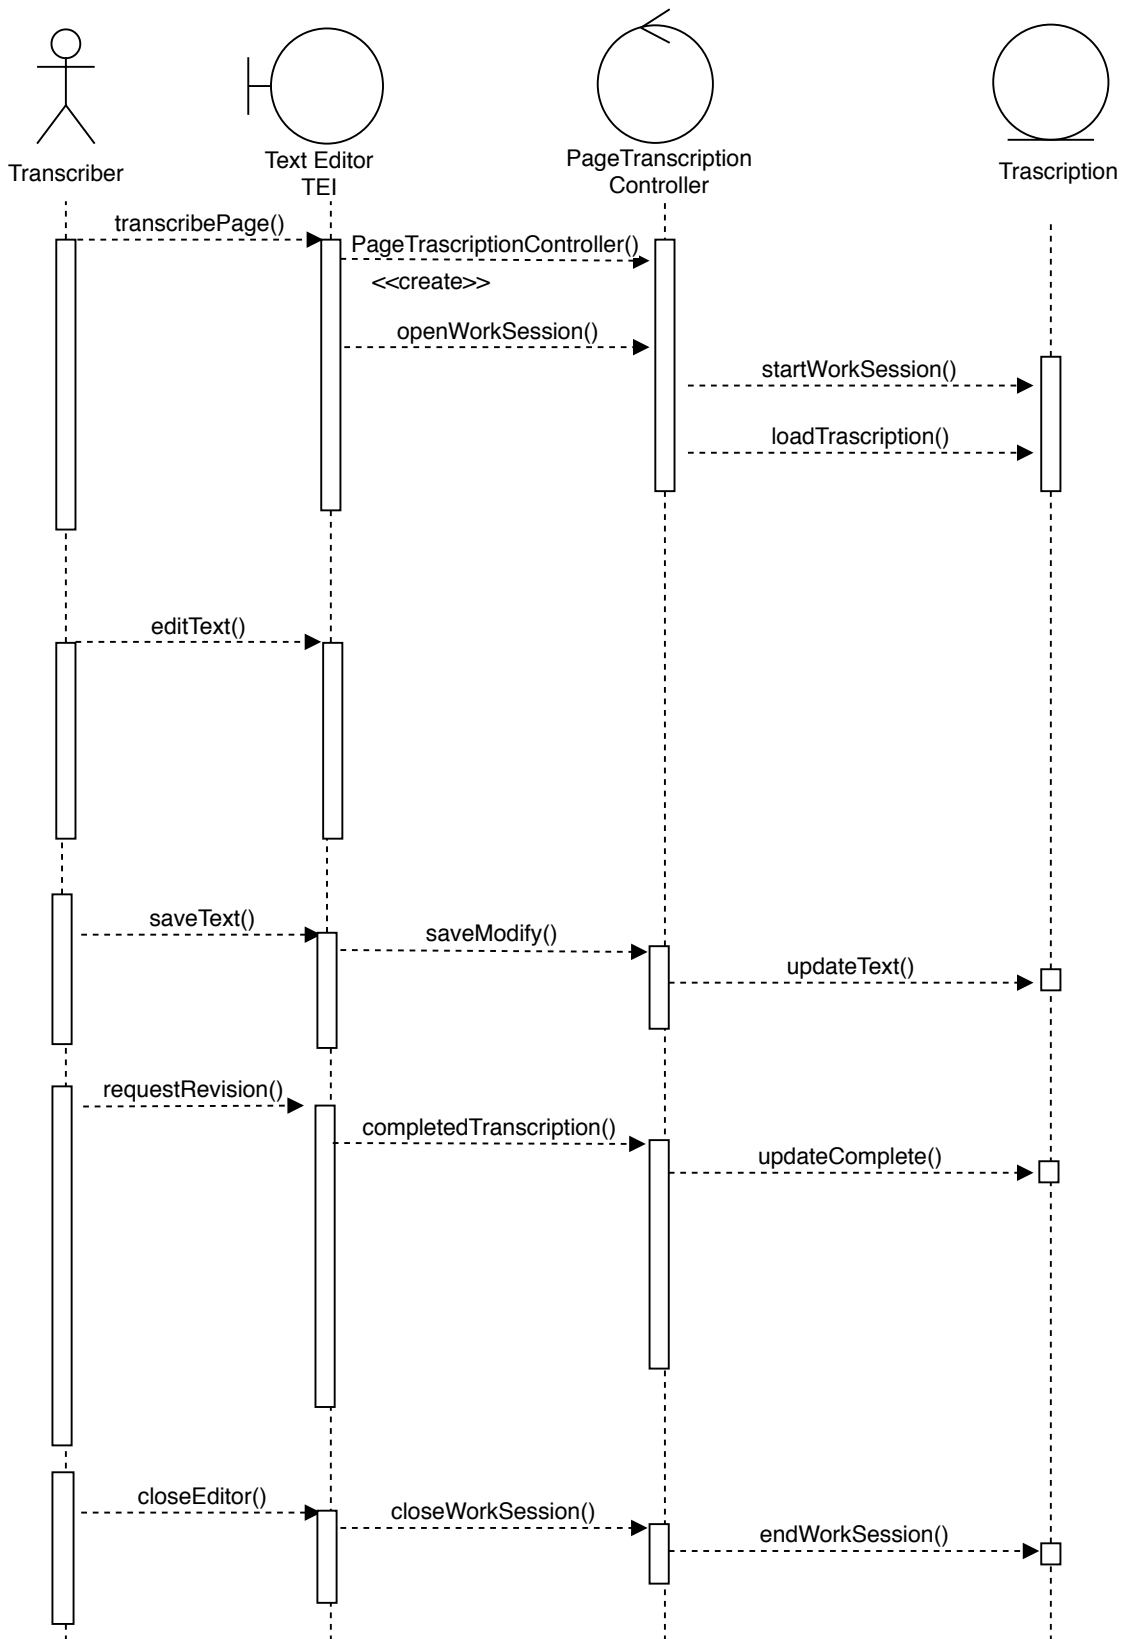 Transcriber
Text Editor
TEI
PageTranscription
Controller
Trascription
transcribePage()
PageTrascriptionController()
<<create>>
openWorkSession()
startWorkSession()
loadTrascription()
editText()
saveText()
saveModify()
updateText()
requestRevision()
completedTranscription()
updateComplete()
closeEditor()
closeWorkSession()
endWorkSession()